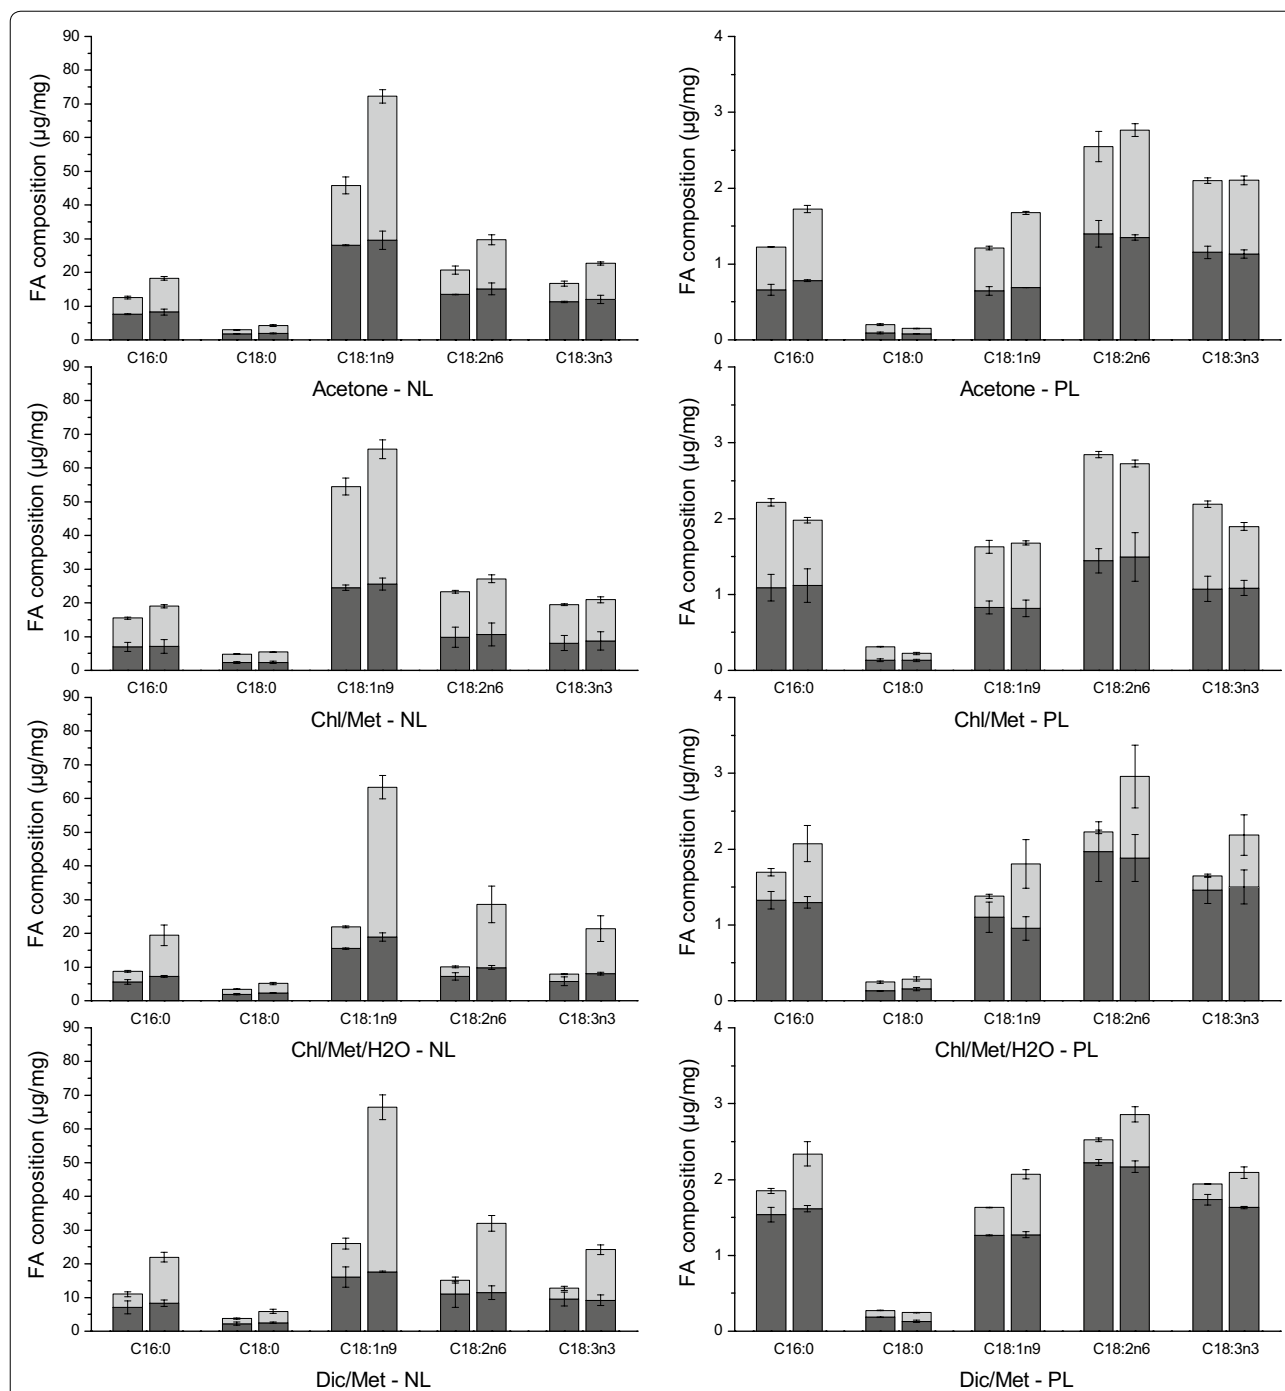 FA composition (µg/mg)
90
80
70
60
50
40
30
20
10
0
C16:0 C18:0 C18:1n9 C18:2n6 C18:3n3
Acetone - NL
FA composition (µg/mg)
4
3
2
1
0
C16:0 C18:0 C18:1n9 C18:2n6 C18:3n3
Acetone - PL
FA composition (µg/mg)
90
80
70
60
50
40
30
20
10
0
C16:0 C18:0 C18:1n9 C18:2n6 C18:3n3
Chl/Met - NL
FA composition (µg/mg)
4
3
2
1
0
C16:0 C18:0 C18:1n9 C18:2n6 C18:3n3
Chl/Met - PL
FA composition (µg/mg)
90
80
70
60
50
40
30
20
10
0
C16:0 C18:0 C18:1n9 C18:2n6 C18:3n3
Chl/Met/H2O - NL
FA composition (µg/mg)
4
3
2
1
0
C16:0 C18:0 C18:1n9 C18:2n6 C18:3n3
Chl/Met/H2O - PL
FA composition (µg/mg)
90
80
70
60
50
40
30
20
10
0
C16:0 C18:0 C18:1n9 C18:2n6 C18:3n3
Dic/Met - NL
FA composition (µg/mg)
4
3
2
1
0
C16:0 C18:0 C18:1n9 C18:2n6 C18:3n3
Dic/Met - PL